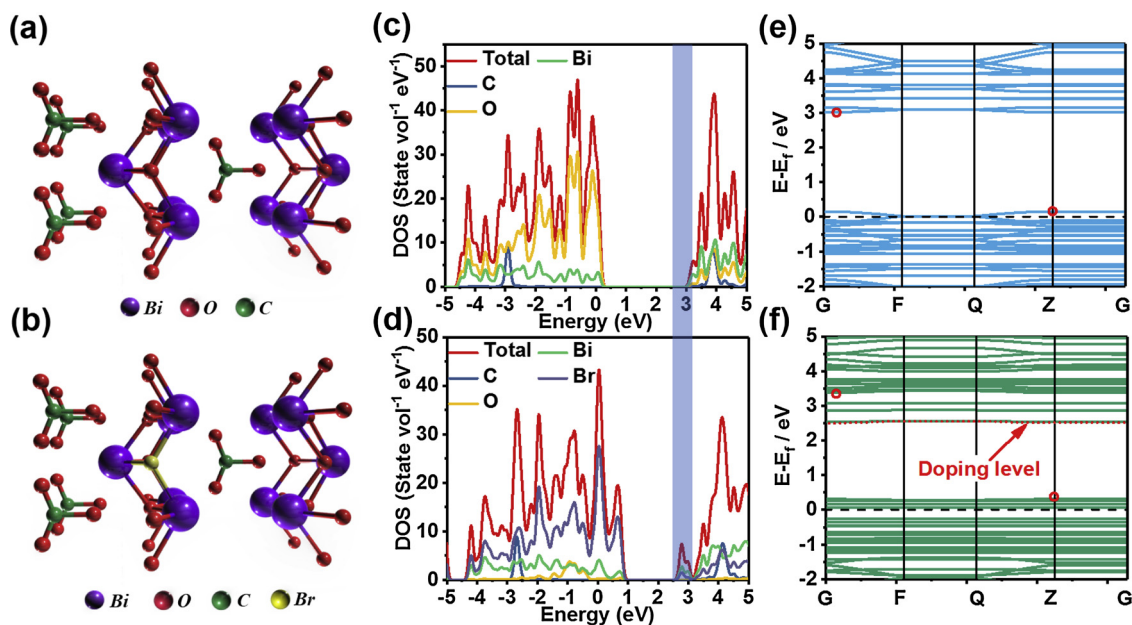 (a)
Bi O C
(b)
Bi O C Br
(c)
DOS (State vol⁻¹ eV⁻¹)
50
40
30
20
10
0
Total Bi
C
O
-5 -4 -3 -2 -1 0 1 2 3 4 5
Energy (eV)
(d)
DOS (State vol⁻¹ eV⁻¹)
50
40
30
20
10
0
Total Bi
C Br
O
-5 -4 -3 -2 -1 0 1 2 3 4 5
Energy (eV)
(e)
E-Ef / eV
5
4
3
2
1
0
-1
-2
G F Q Z G
(f)
E-Ef / eV
5
4
3
2
1
0
-1
-2
Doping level
G F Q Z G